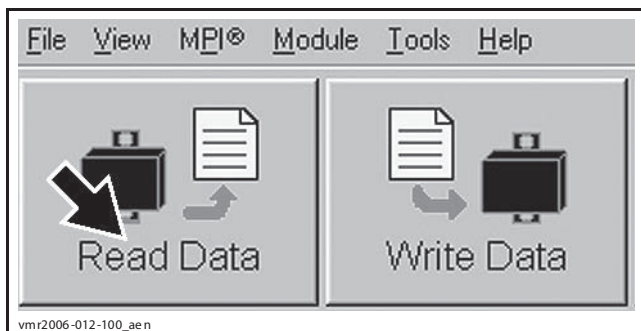 File View MPI® Module Tools Help
Read Data Write Data
vmr2006-012-100_aen